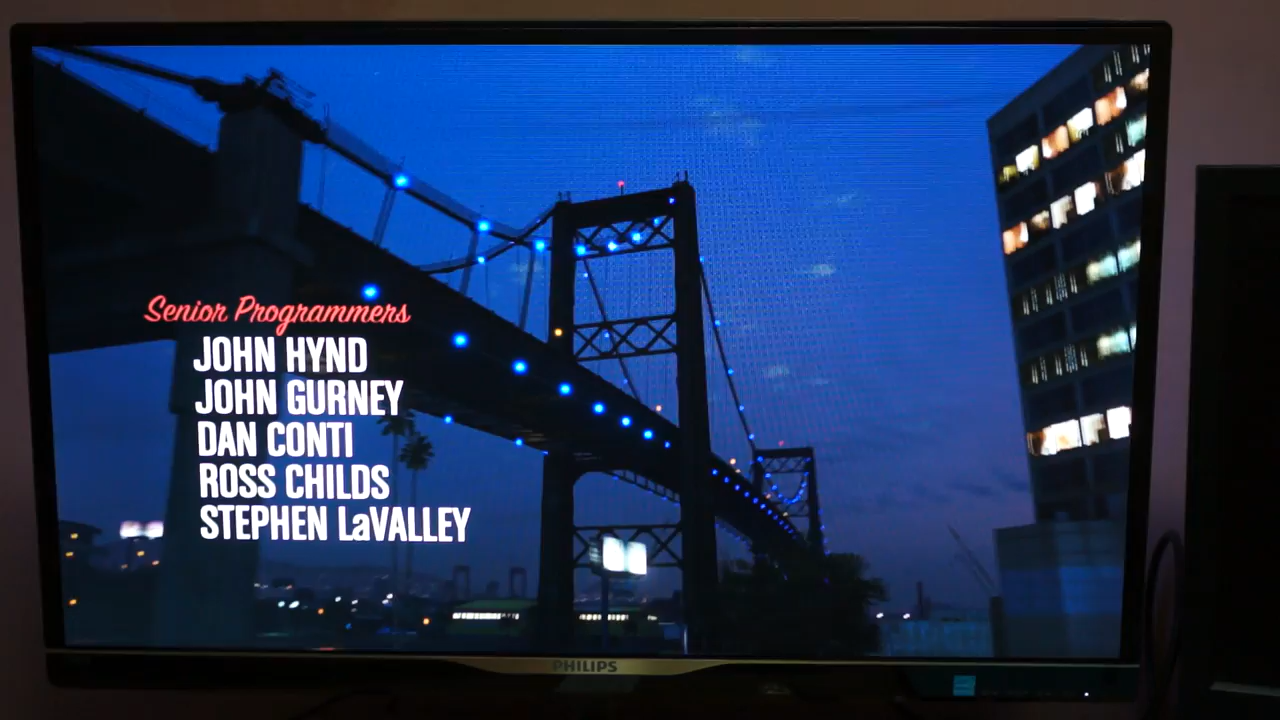 Senior Programmers
JOHN HYND
JOHN GURNEY
DAN CONTI
ROSS CHILDS
STEPHEN LaVALLEY
PHILIPS